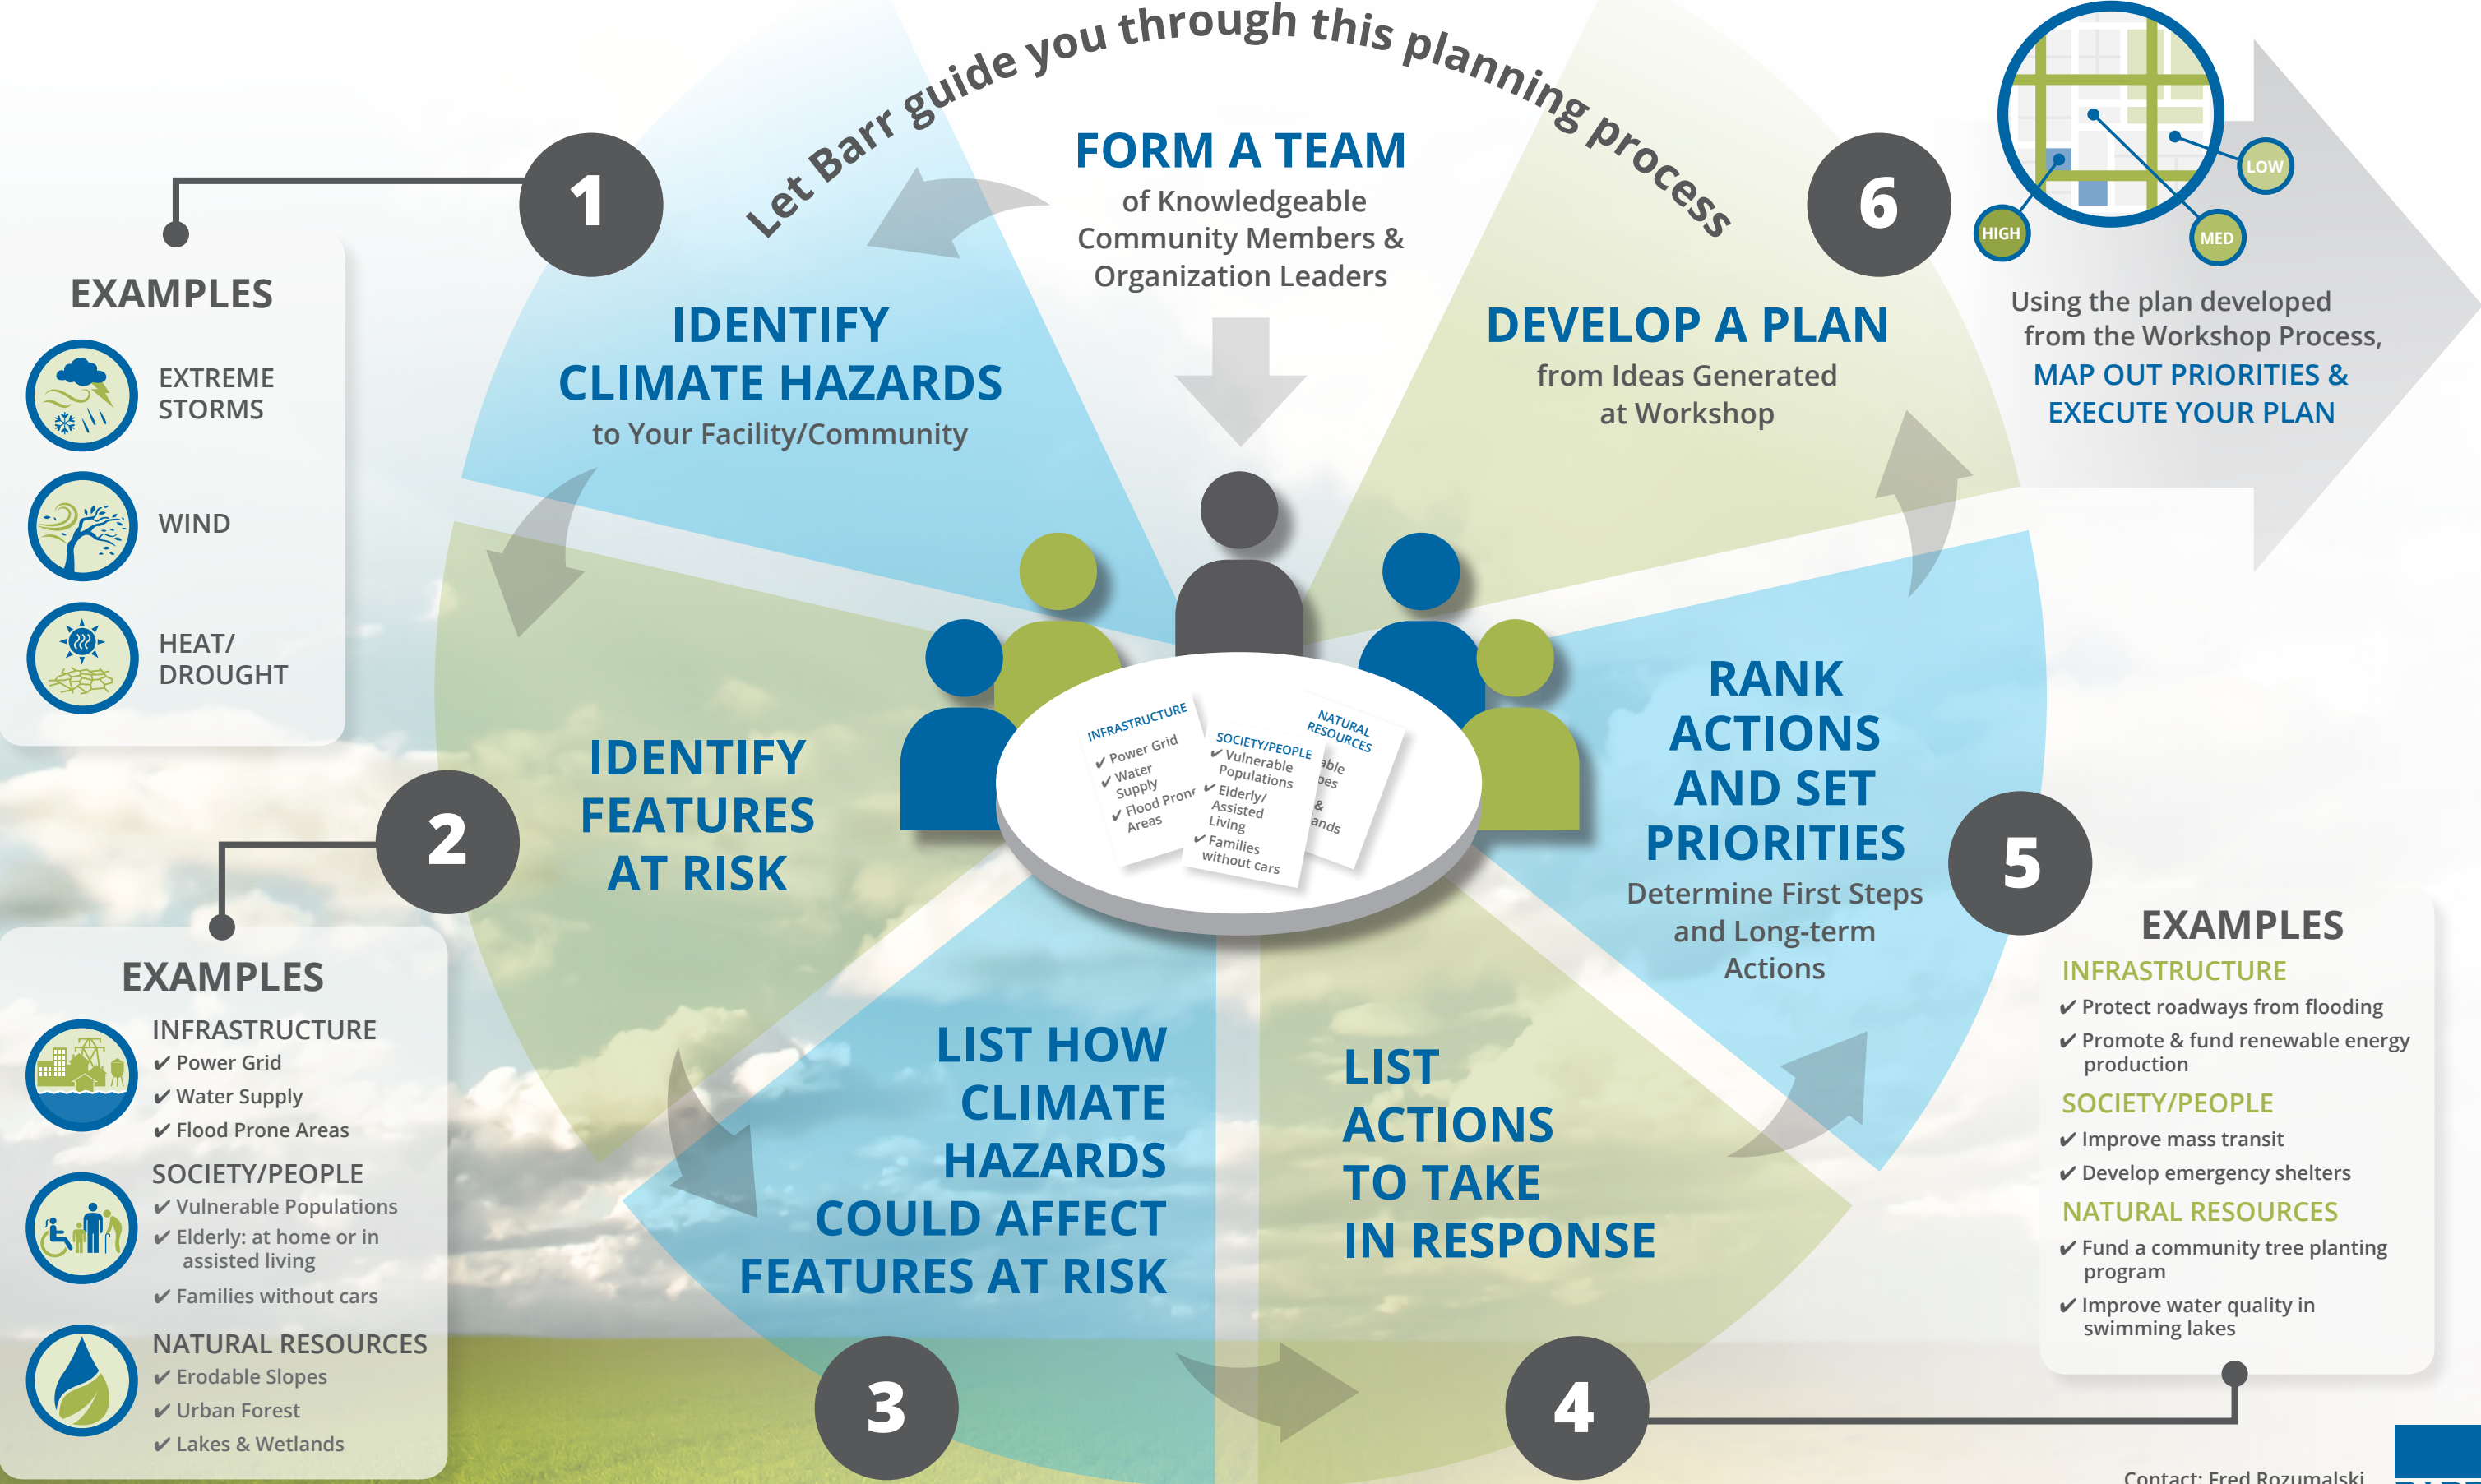 Let Barr guide you through this planning process
FORM A TEAM
of Knowledgeable
Community Members &
Organization Leaders
1
IDENTIFY
CLIMATE HAZARDS
to Your Facility/Community
EXAMPLES
EXTREME
STORMS
WIND
HEAT/
DROUGHT
2
IDENTIFY
FEATURES
AT RISK
EXAMPLES
INFRASTRUCTURE
✔ Power Grid
✔ Water Supply
✔ Flood Prone Areas
SOCIETY/PEOPLE
✔ Vulnerable Populations
✔ Elderly: at home or in
assisted living
✔ Families without cars
NATURAL RESOURCES
✔ Erodable Slopes
✔ Urban Forest
✔ Lakes & Wetlands
INFRASTRUCTURE
✔ Power Grid
✔ Water
Supply
✔ Flood Prone
Areas
SOCIETY/PEOPLE
✔ Vulnerable
Populations
✔ Elderly/
Assisted
Living
✔ Families
without cars
NATURAL
RESOURCES
able
pes
&
ands
3
LIST HOW
CLIMATE
HAZARDS
COULD AFFECT
FEATURES AT RISK
4
LIST
ACTIONS
TO TAKE
IN RESPONSE
5
RANK
ACTIONS
AND SET
PRIORITIES
Determine First Steps
and Long-term
Actions
EXAMPLES
INFRASTRUCTURE
✔ Protect roadways from flooding
✔ Promote & fund renewable energy
production
SOCIETY/PEOPLE
✔ Improve mass transit
✔ Develop emergency shelters
NATURAL RESOURCES
✔ Fund a community tree planting
program
✔ Improve water quality in
swimming lakes
6
DEVELOP A PLAN
from Ideas Generated
at Workshop
HIGH
MED
LOW
Using the plan developed
from the Workshop Process,
MAP OUT PRIORITIES &
EXECUTE YOUR PLAN
Contact: Fred Rozumalski